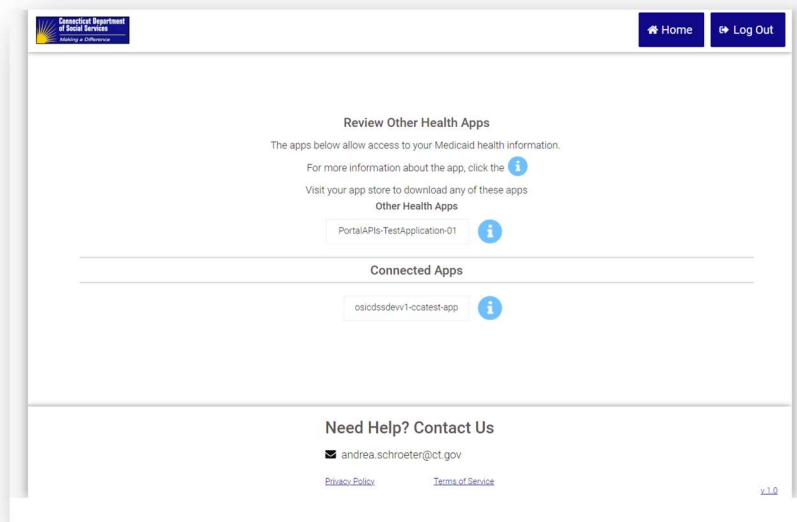 Connecticut Department
of Social Services
Making a Difference
Home
Log Out
Review Other Health Apps
The apps below allow access to your Medicaid health information.
For more information about the app, click the i
Visit your app store to download any of these apps
Other Health Apps
PortalAPIs-TestApplication-01 i
Connected Apps
osicdssdevv1-ccatest-app i
Need Help? Contact Us
andrea.schroeter@ct.gov
Privacy Policy Terms of Service
v.1.0